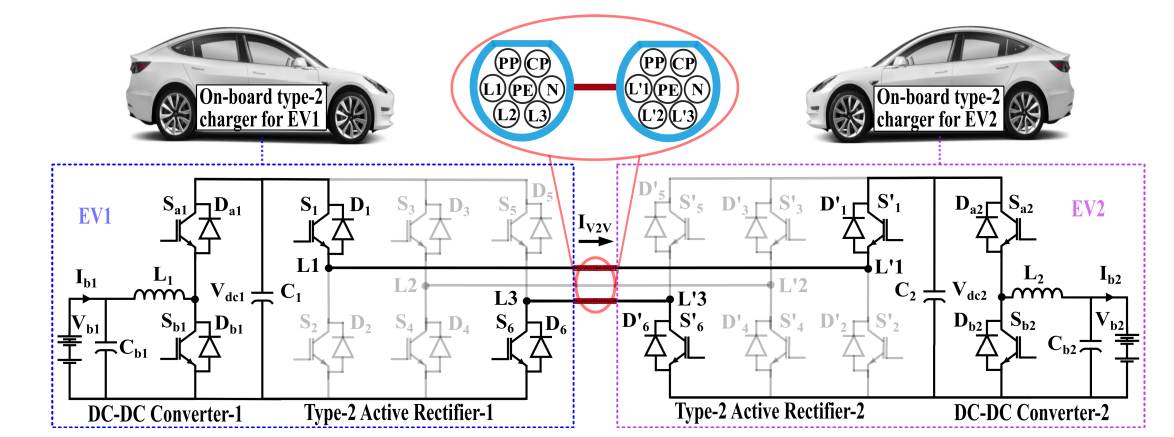 PP CP
L1 PE N
L2 L3
PP CP
L'1 PE N
L'2 L'3
On-board type-2
charger for EV1
On-board type-2
charger for EV2
EV1
Sa1 Da1
S1 D1
S3 D3
S5 D5
L1
L2
L3
Ib1
L1
Vb1
Cb1
Sb1 Db1
Vdc1 C1
S2 D2
S4 D4
S6 D6
DC-DC Converter-1
Type-2 Active Rectifier-1
IV2V
EV2
D'5 S'5
D'3 S'3
D'1 S'1
Da2 Sa2
L'1
L'2
L'3
D'6 S'6
D'4 S'4
D'2 S'2
C2 Vdc2
L2
Ib2
Db2 Sb2
Cb2
Vb2
Type-2 Active Rectifier-2
DC-DC Converter-2